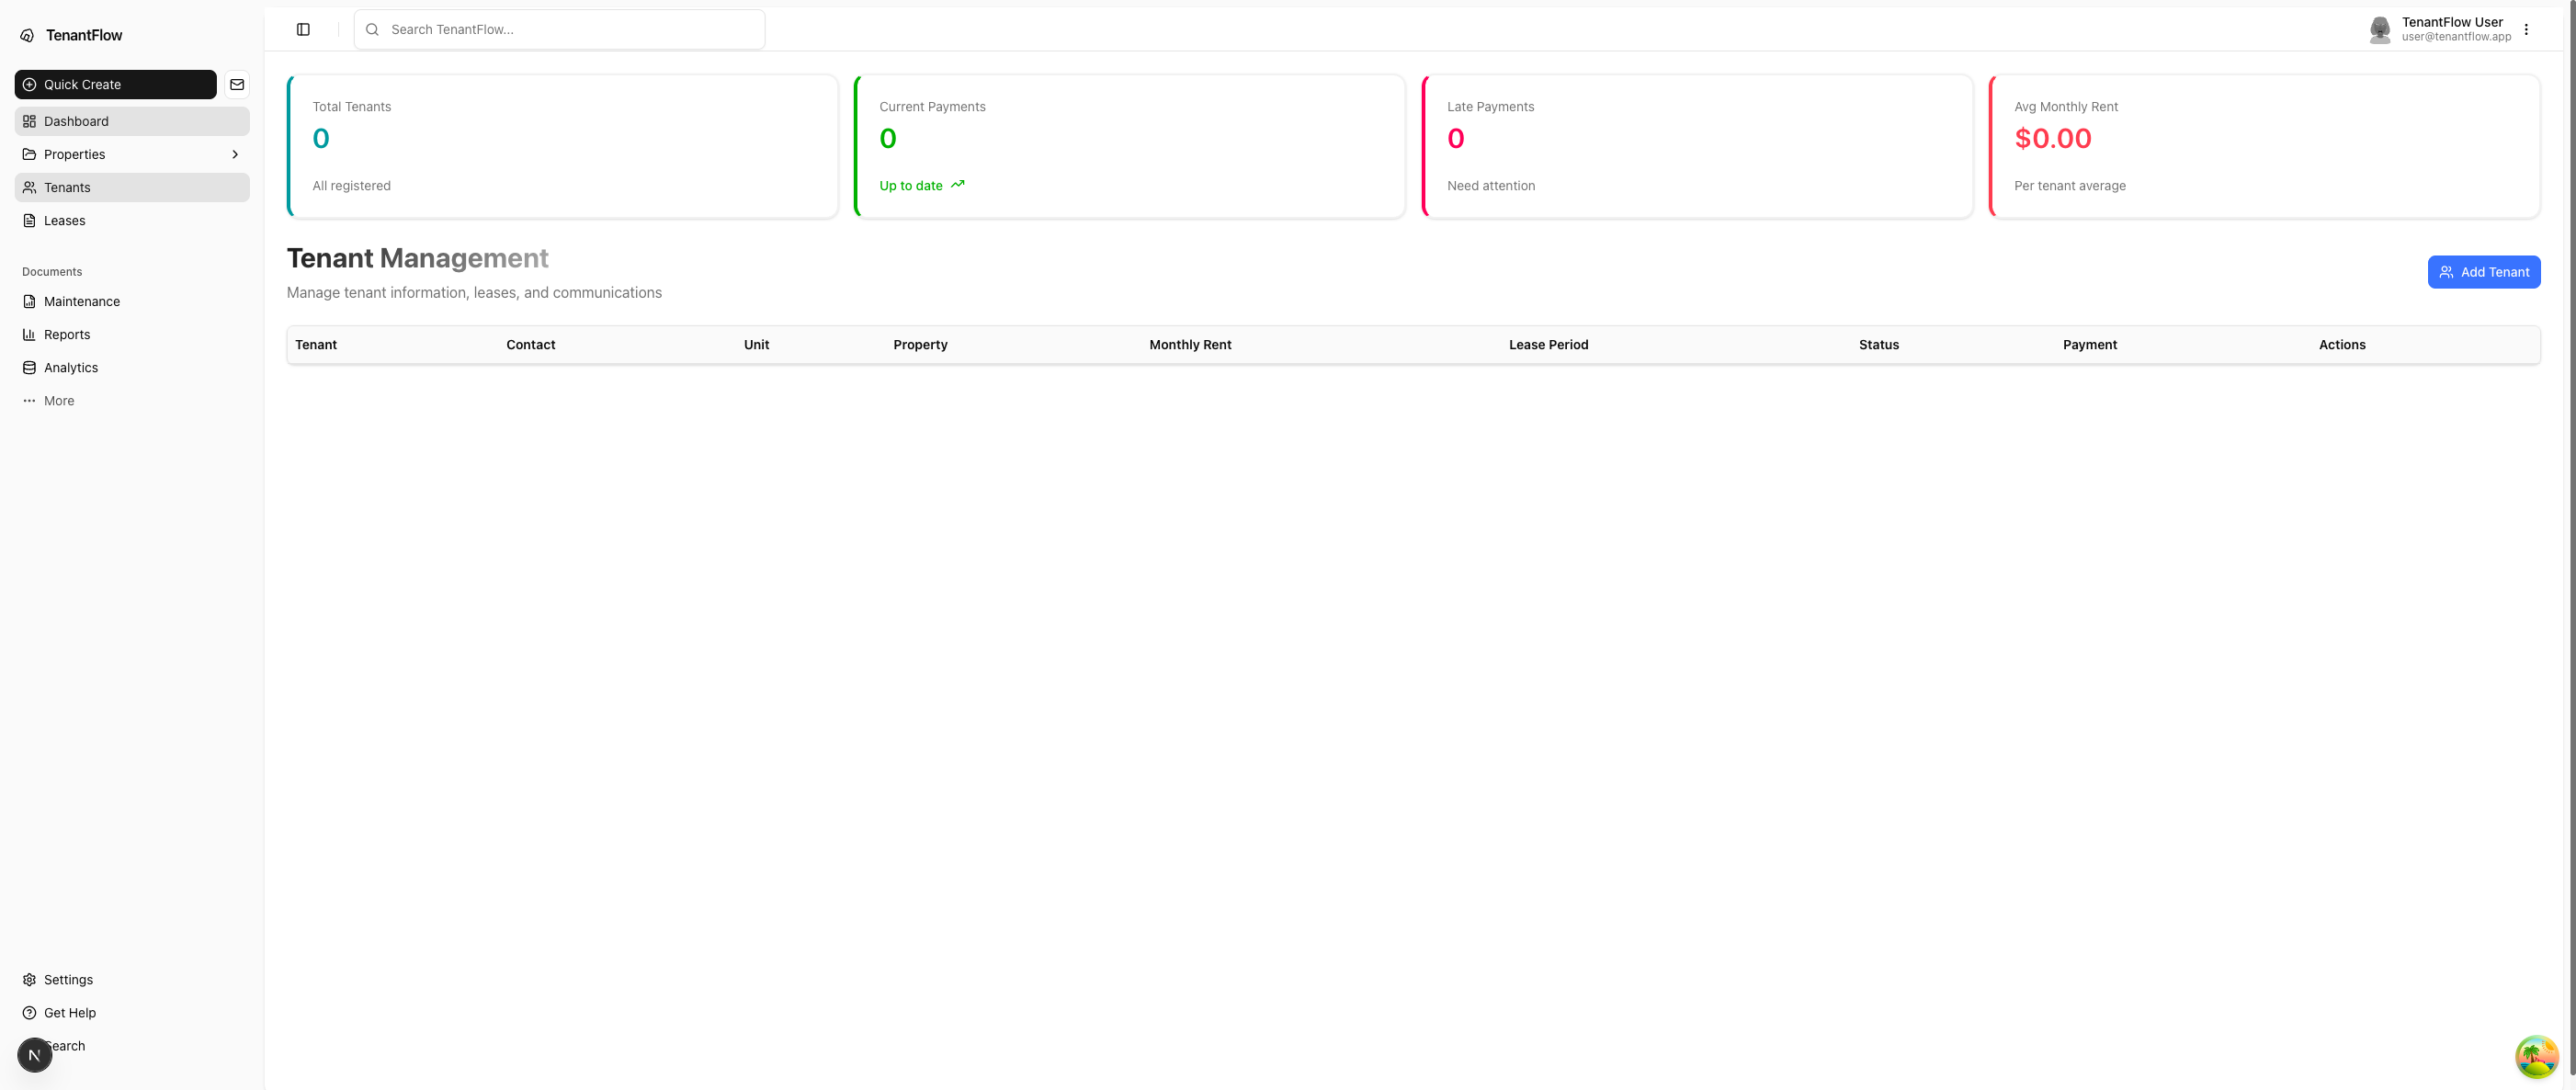 TenantFlow
Quick Create
Dashboard
Properties
Tenants
Leases
Documents
Maintenance
Reports
Analytics
More
Settings
Get Help
Search
N
Search TenantFlow...
TenantFlow User
user@tenantflow.app
Total Tenants
0
All registered
Current Payments
0
Up to date
Late Payments
0
Need attention
Avg Monthly Rent
$0.00
Per tenant average
Tenant Management
Manage tenant information, leases, and communications
Add Tenant
Tenant Contact Unit Property Monthly Rent Lease Period Status Payment Actions